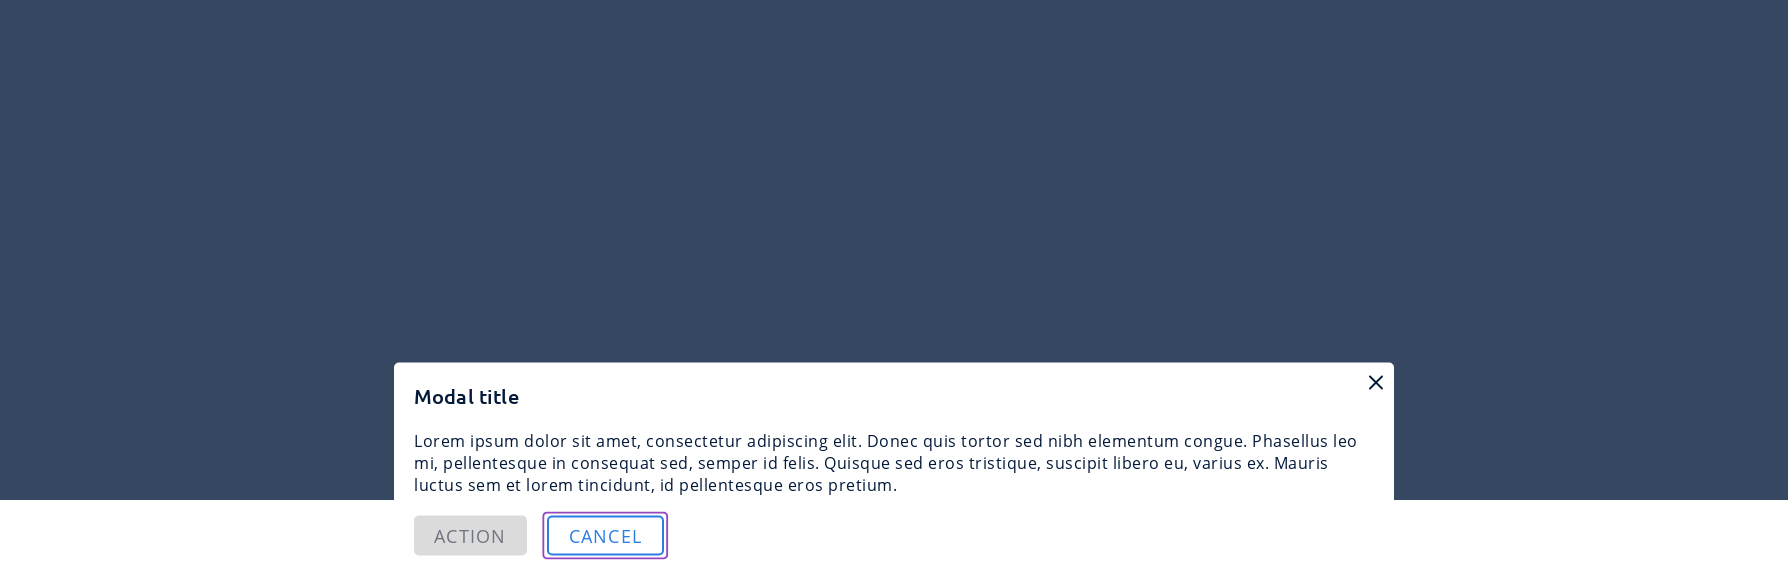 Modal title
Lorem ipsum dolor sit amet, consectetur adipiscing elit. Donec quis tortor sed nibh elementum congue. Phasellus leo
mi, pellentesque in consequat sed, semper id felis. Quisque sed eros tristique, suscipit libero eu, varius ex. Mauris
luctus sem et lorem tincidunt, id pellentesque eros pretium.
ACTION CANCEL